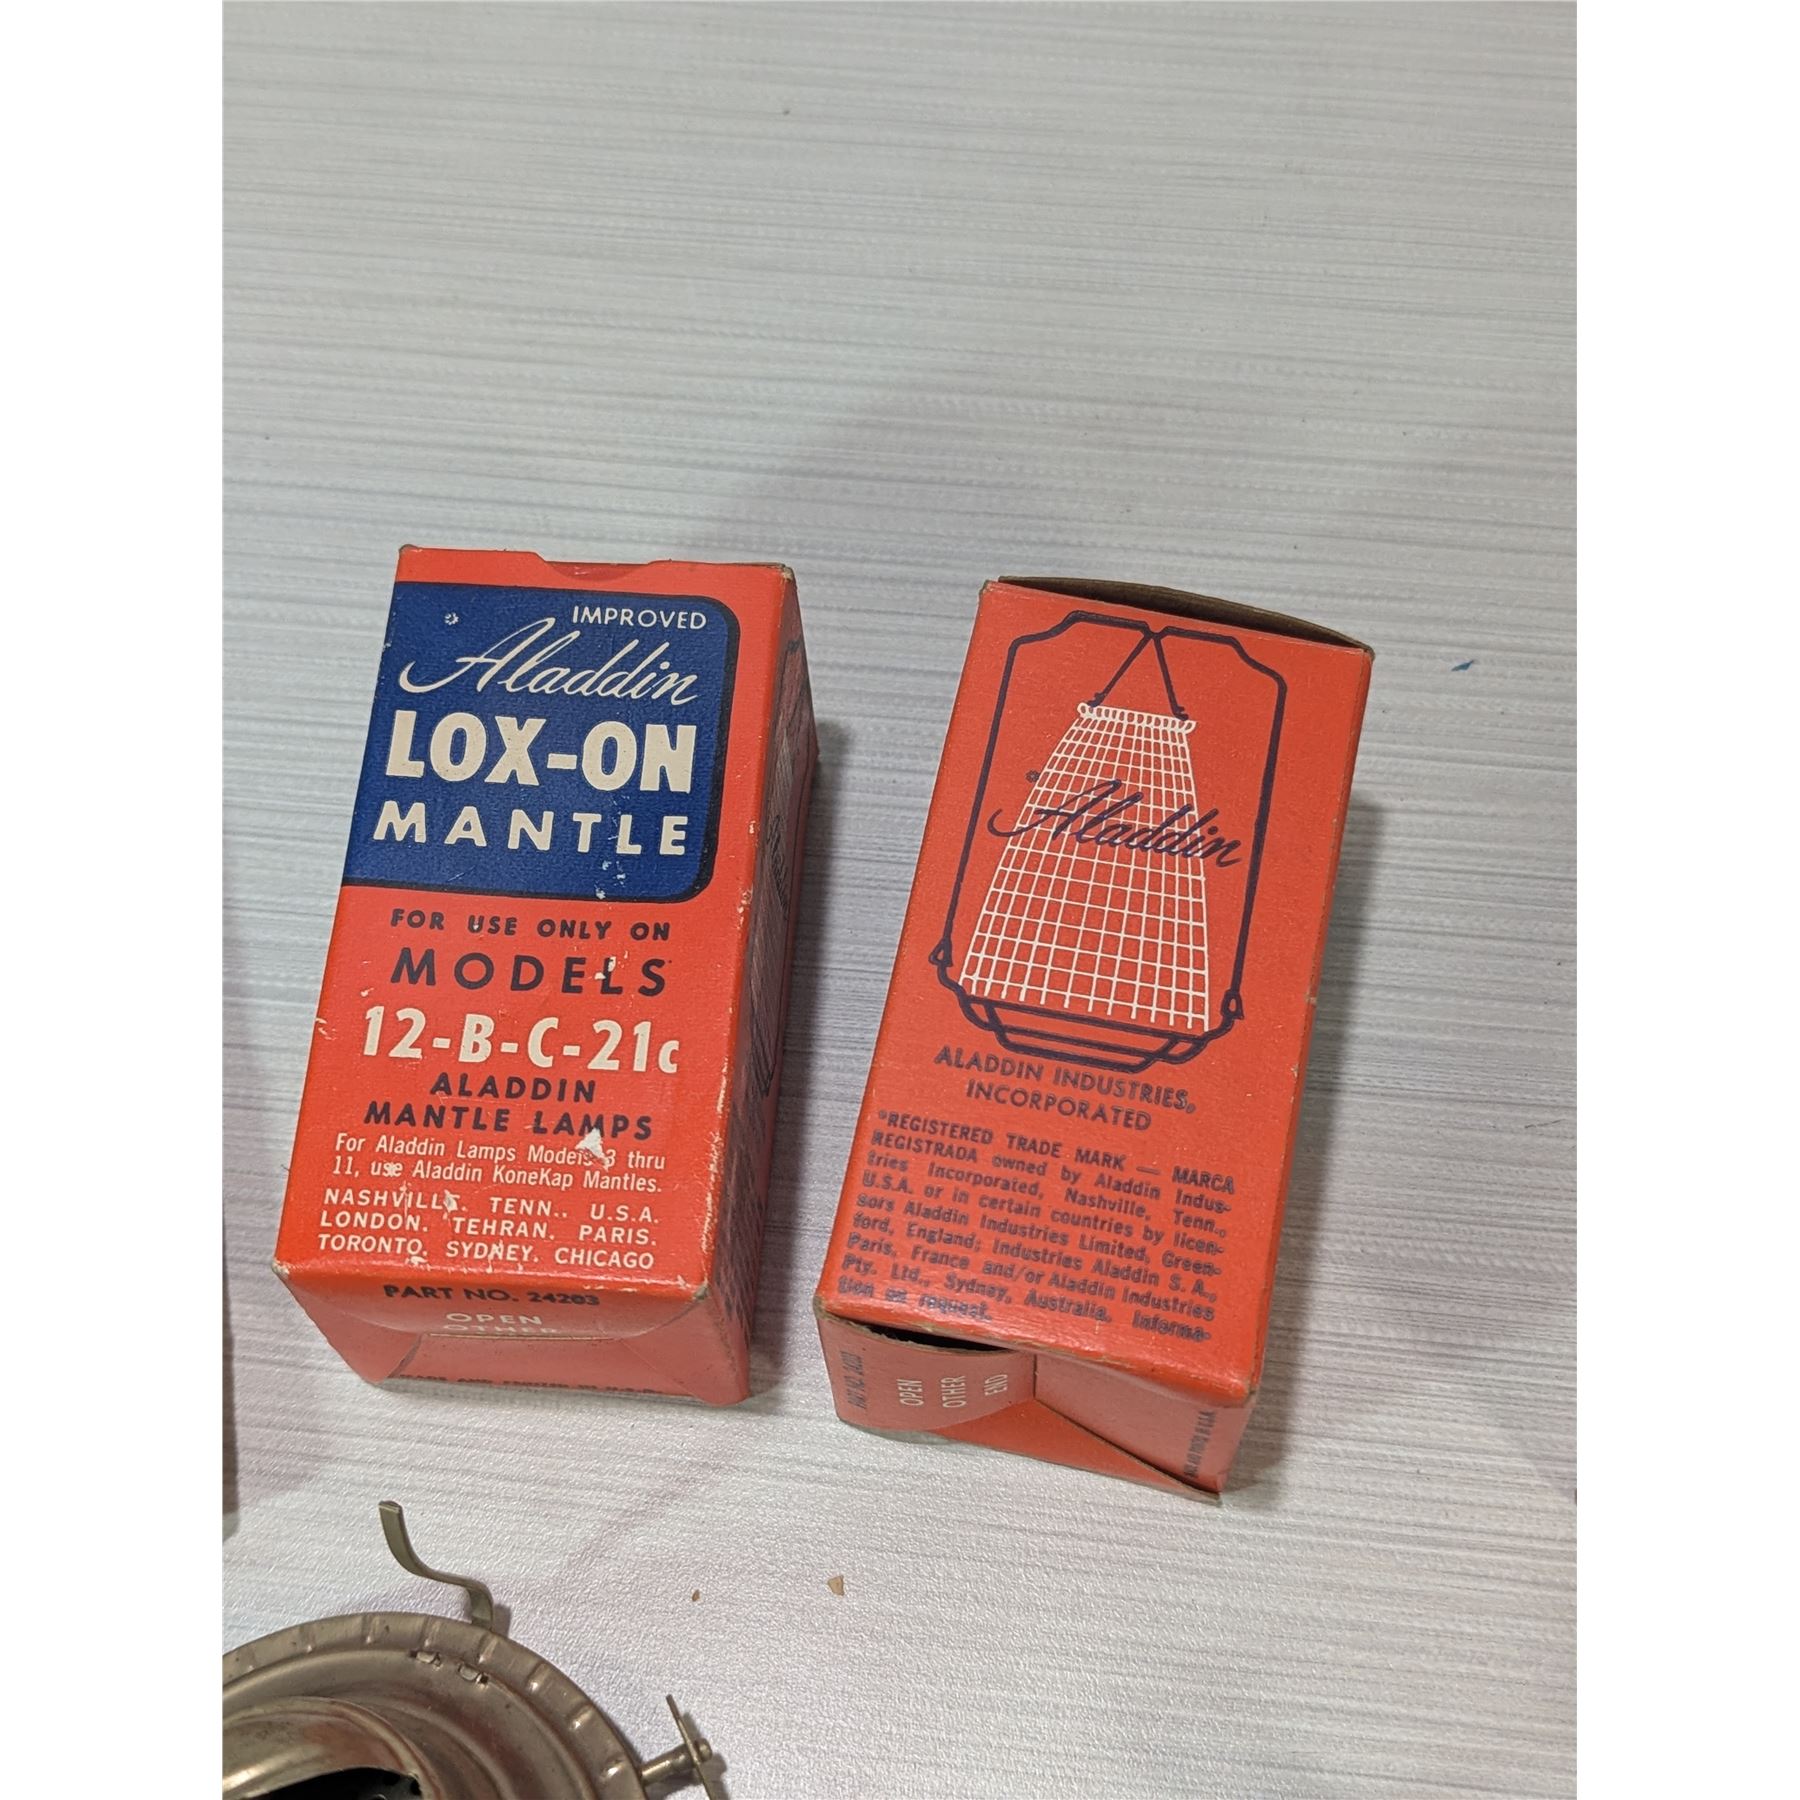 IMPROVED
*Aladdin
LOX-ON
MANTLE
FOR USE ONLY ON
MODELS
12-B-C-21c
ALADDIN
MANTLE LAMPS
For Aladdin Lamps Models 3 thru
11, use Aladdin KoneKap Mantles.
NASHVILLE, TENN., U.S.A.
LONDON, TEHRAN, PARIS,
TORONTO, SYDNEY, CHICAGO
PART NO. 24203
OPEN
OTHER
*Aladdin
ALADDIN INDUSTRIES,
INCORPORATED
*REGISTERED TRADE MARK — MARCA
REGISTRADA owned by Aladdin Indus-
tries Incorporated, Nashville, Tenn.,
U.S.A. or in certain countries by licen-
sors Aladdin Industries Limited, Green-
ford, England; Industries Aladdin S. A.,
Paris, France and/or Aladdin Industries
Pty. Ltd., Sydney, Australia. Informa-
tion on request.
PART NO. 24203
OPEN
OTHER
END